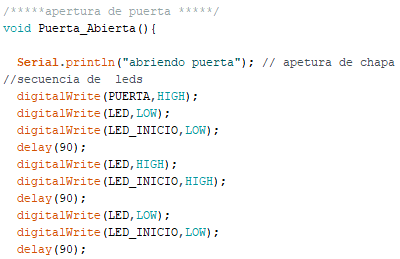 /*****apertura de puerta *****/
void Puerta_Abierta(){
Serial.println("abriendo puerta"); // apetura de chapa
//secuencia de  leds
digitalWrite(PUERTA,HIGH);
digitalWrite(LED,LOW);
digitalWrite(LED_INICIO,LOW);
delay(90);
digitalWrite(LED,HIGH);
digitalWrite(LED_INICIO,HIGH);
delay(90);
digitalWrite(LED,LOW);
digitalWrite(LED_INICIO,LOW);
delay(90);